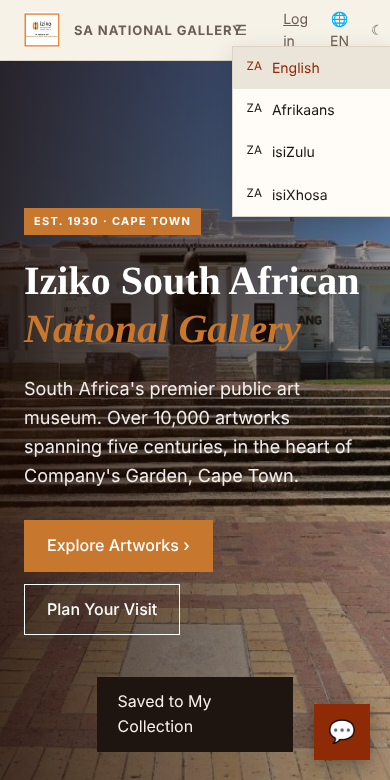 Iziko
SA NATIONAL GALLERY
Log
in
EN
ZA English
ZA Afrikaans
ZA isiZulu
ZA isiXhosa
EST. 1930 · CAPE TOWN
Iziko South African
National Gallery
South Africa's premier public art
museum. Over 10,000 artworks
spanning five centuries, in the heart of
Company's Garden, Cape Town.
Explore Artworks ›
Plan Your Visit
Saved to My
Collection